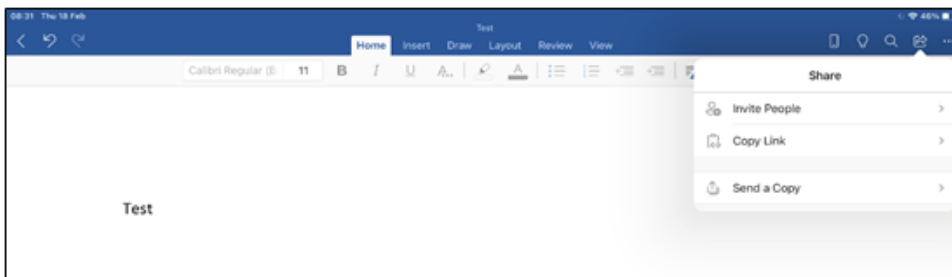 08:31 Thu 18 Feb
46%
Test
Home Insert Draw Layout Review View
Calibri Regular (B 11 B I U A A
Share
Invite People
Copy Link
Send a Copy
Test